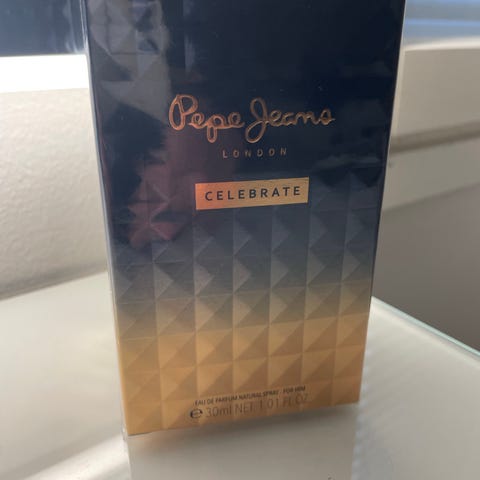 Pepe Jeans
LONDON
CELEBRATE
EAU DE PARFUM NATURAL SPRAY · FOR HIM
℮ 30ml NET 1.01 FL.OZ.